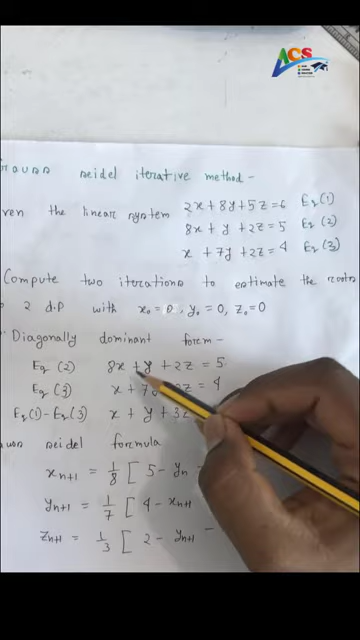 ACS
seidel iterative method -
the linear system 2x + 8y + 5z = 6 Eq (1)
8x + y + 2z = 5 Eq (2)
x + 7y + 2z = 4 Eq (3)
Compute two iterations to estimate the roots
2 d.p with x₀ = 0, y₀ = 0, z₀ = 0
Diagonally dominant form
Eq (2) 8x + y + 2z = 5
Eq (3) x + 7y 2z = 4
Eq (1) - Eq (3) x + y + 3z
seidel formula
xn+1 = 1/8 [ 5 - yn -
yn+1 = 1/7 [ 4 - xn+1
zn+1 = 1/3 [ 2 - yn+1 -